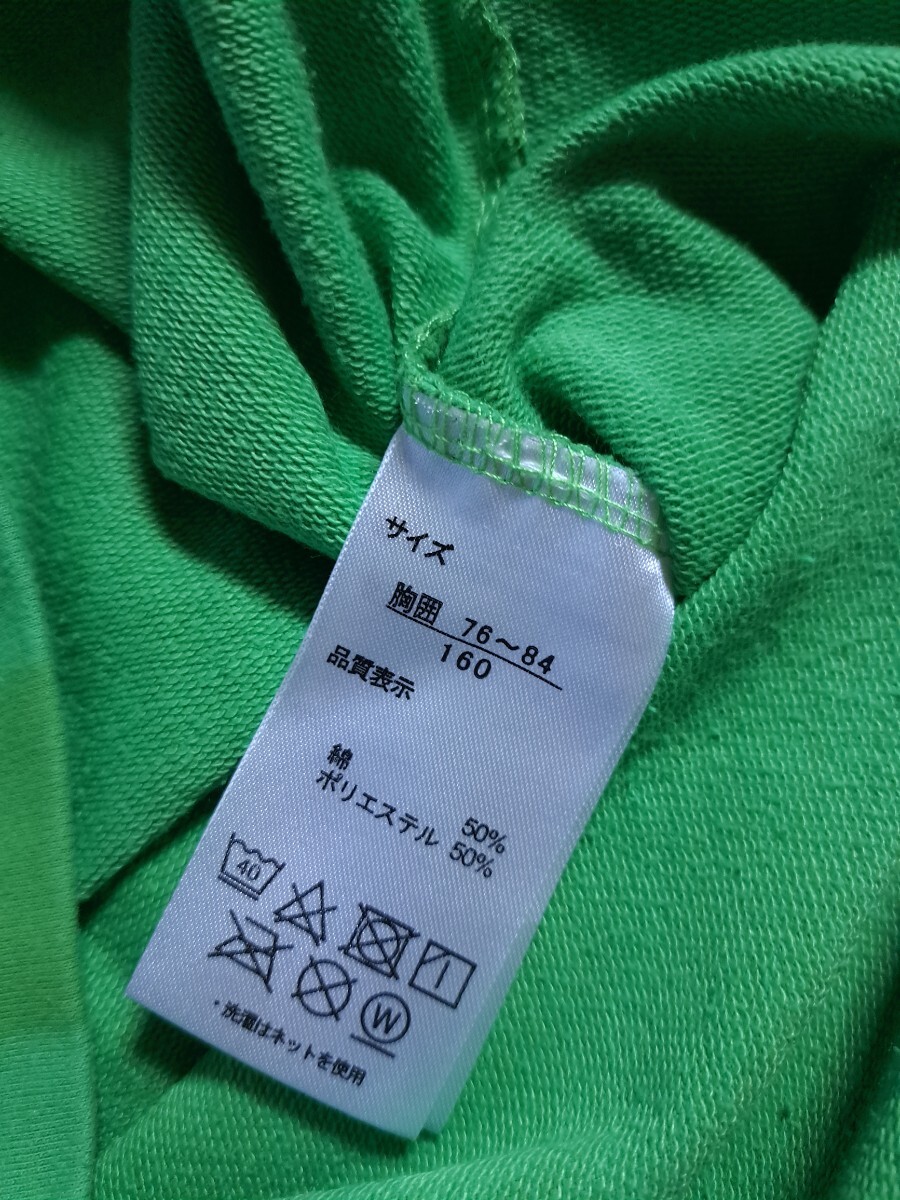 サイズ
胸囲 76～84
160
品質表示
綿 50%
ポリエステル 50%
40
W
・洗濯はネットを使用